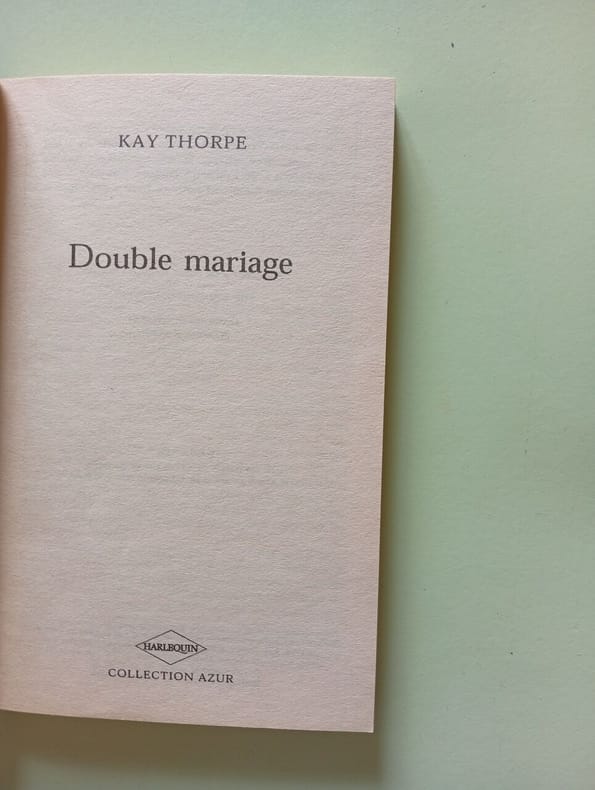 KAY THORPE
Double mariage
HARLEQUIN
COLLECTION AZUR